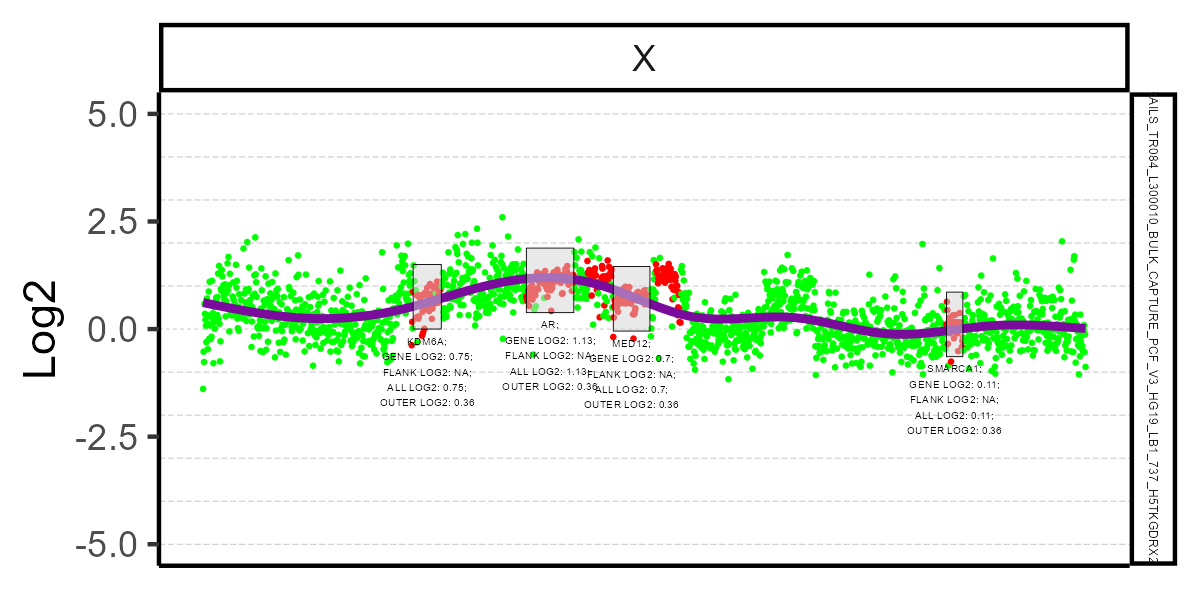 X
5.0
2.5
0.0
-2.5
-5.0
Log2
KDM6A;
GENE LOG2: 0.75;
FLANK LOG2: NA;
ALL LOG2: 0.75;
OUTER LOG2: 0.36
AR;
GENE LOG2: 1.13;
FLANK LOG2: NA;
ALL LOG2: 1.13;
OUTER LOG2: 0.36
MED12;
GENE LOG2: 0.7;
FLANK LOG2: NA;
ALL LOG2: 0.7;
OUTER LOG2: 0.36
SMARCA1;
GENE LOG2: 0.11;
FLANK LOG2: NA;
ALL LOG2: 0.11;
OUTER LOG2: 0.36
AILS_TR084_L300010_BULK_CAPTURE_PCF_V3_HG19_LB1_737_H5TKGDRX2